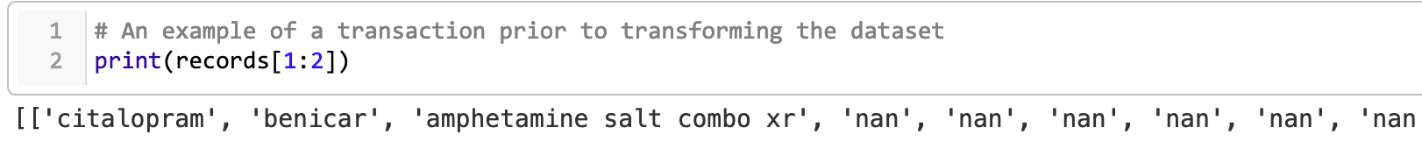 1 # An example of a transaction prior to transforming the dataset
2 print(records[1:2])
[['citalopram', 'benicar', 'amphetamine salt combo xr', 'nan', 'nan', 'nan', 'nan', 'nan', 'nan